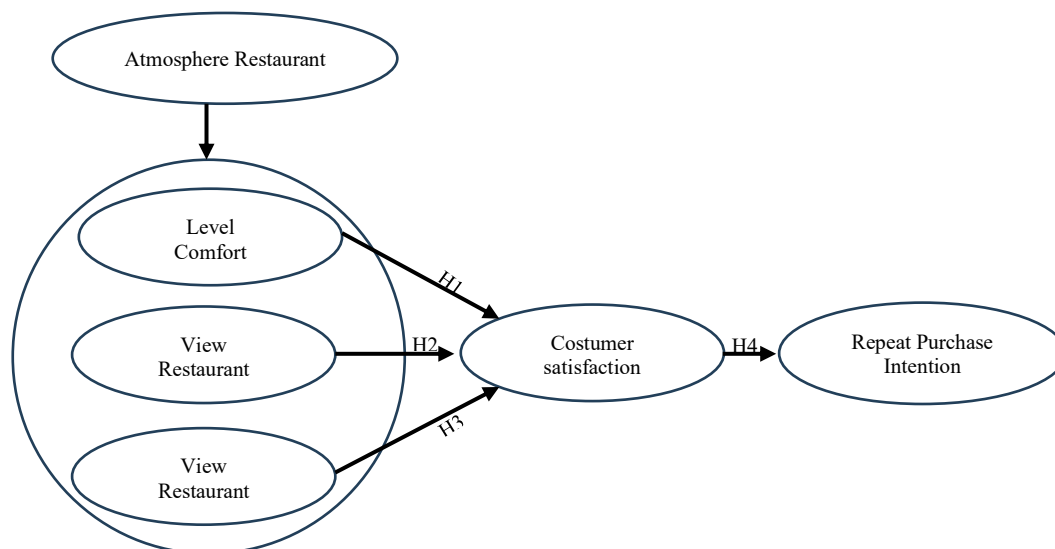 Atmosphere Restaurant
Level
Comfort
H1
View
Restaurant
H2
Costumer
satisfaction
H4
Repeat Purchase
Intention
H3
View
Restaurant